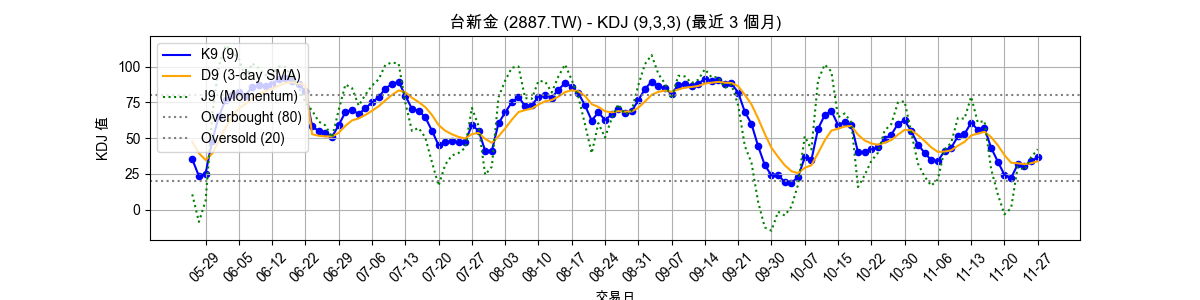 台新金 (2887.TW) - KDJ (9,3,3) (最近 3 個月)
K9 (9)
D9 (3-day SMA)
J9 (Momentum)
Overbought (80)
Oversold (20)
KDJ 值
100
75
50
25
0
05-29 06-05 06-12 06-22 06-29 07-06 07-13 07-20 07-27 08-03 08-10 08-17 08-24 08-31 09-07 09-14 09-21 09-30 10-07 10-15 10-22 10-30 11-06 11-13 11-20 11-27
交易日